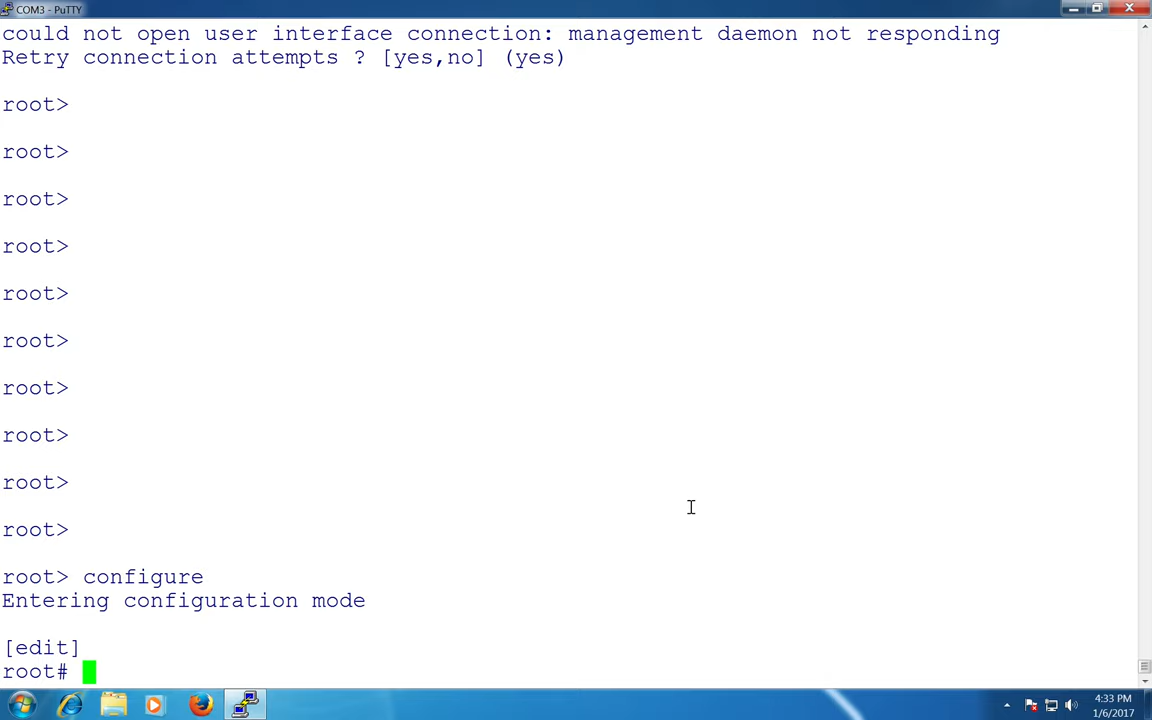 COM3 - PuTTY
could not open user interface connection: management daemon not responding
Retry connection attempts ? [yes,no] (yes)
root>
root>
root>
root>
root>
root>
root>
root>
root>
root>
root> configure
Entering configuration mode
[edit]
root#
4:33 PM
1/6/2017